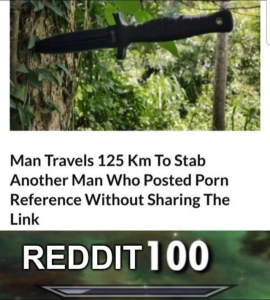 Man Travels 125 Km To Stab
Another Man Who Posted Porn
Reference Without Sharing The
Link
REDDIT 100